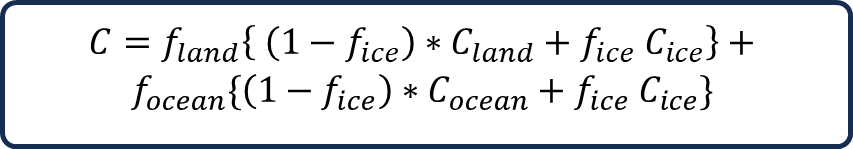 C = f_land{ (1 − f_ice) * C_land + f_ice C_ice} +
f_ocean{(1 − f_ice) * C_ocean + f_ice C_ice}